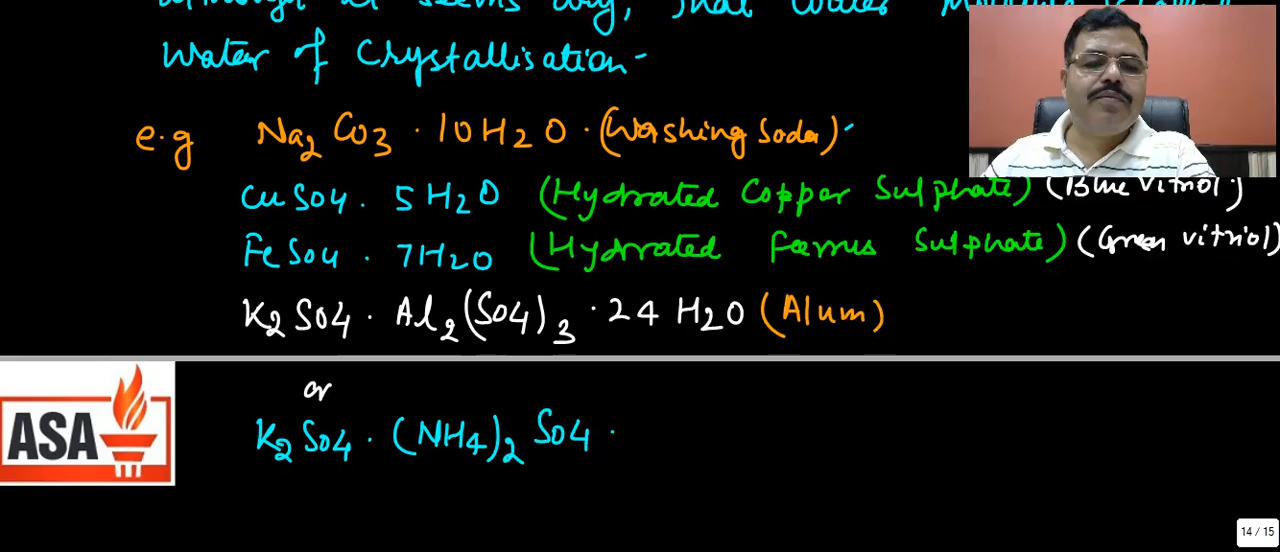 Water of Crystallisation-
e.g Na2 Co3 . 10 H2O . (Washing Soda)
CuSO4 . 5 H2O (Hydrated Copper Sulphate) (Blue vitriol.)
FeSO4 . 7H2O (Hydrated Ferrus Sulphate) (Green vitriol)
K2 SO4 . Al2 (SO4)3 . 24 H2O (Alum)
or
K2 SO4 . (NH4)2 SO4 .
ASA
14 / 15